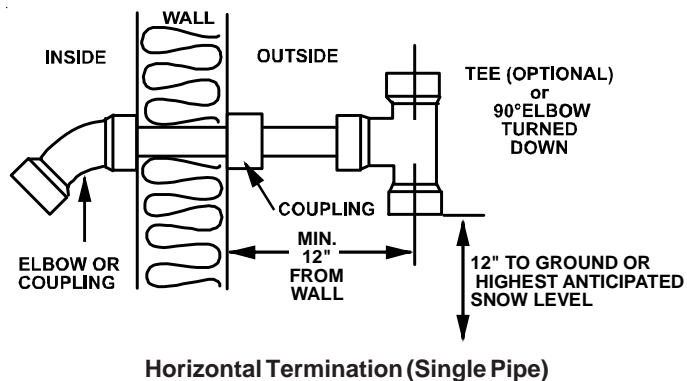 WALL
INSIDE
OUTSIDE
TEE (OPTIONAL)
or
90°ELBOW
TURNED
DOWN
COUPLING
ELBOW OR
COUPLING
MIN.
12"
FROM
WALL
12" TO GROUND OR
HIGHEST ANTICIPATED
SNOW LEVEL
Horizontal Termination (Single Pipe)